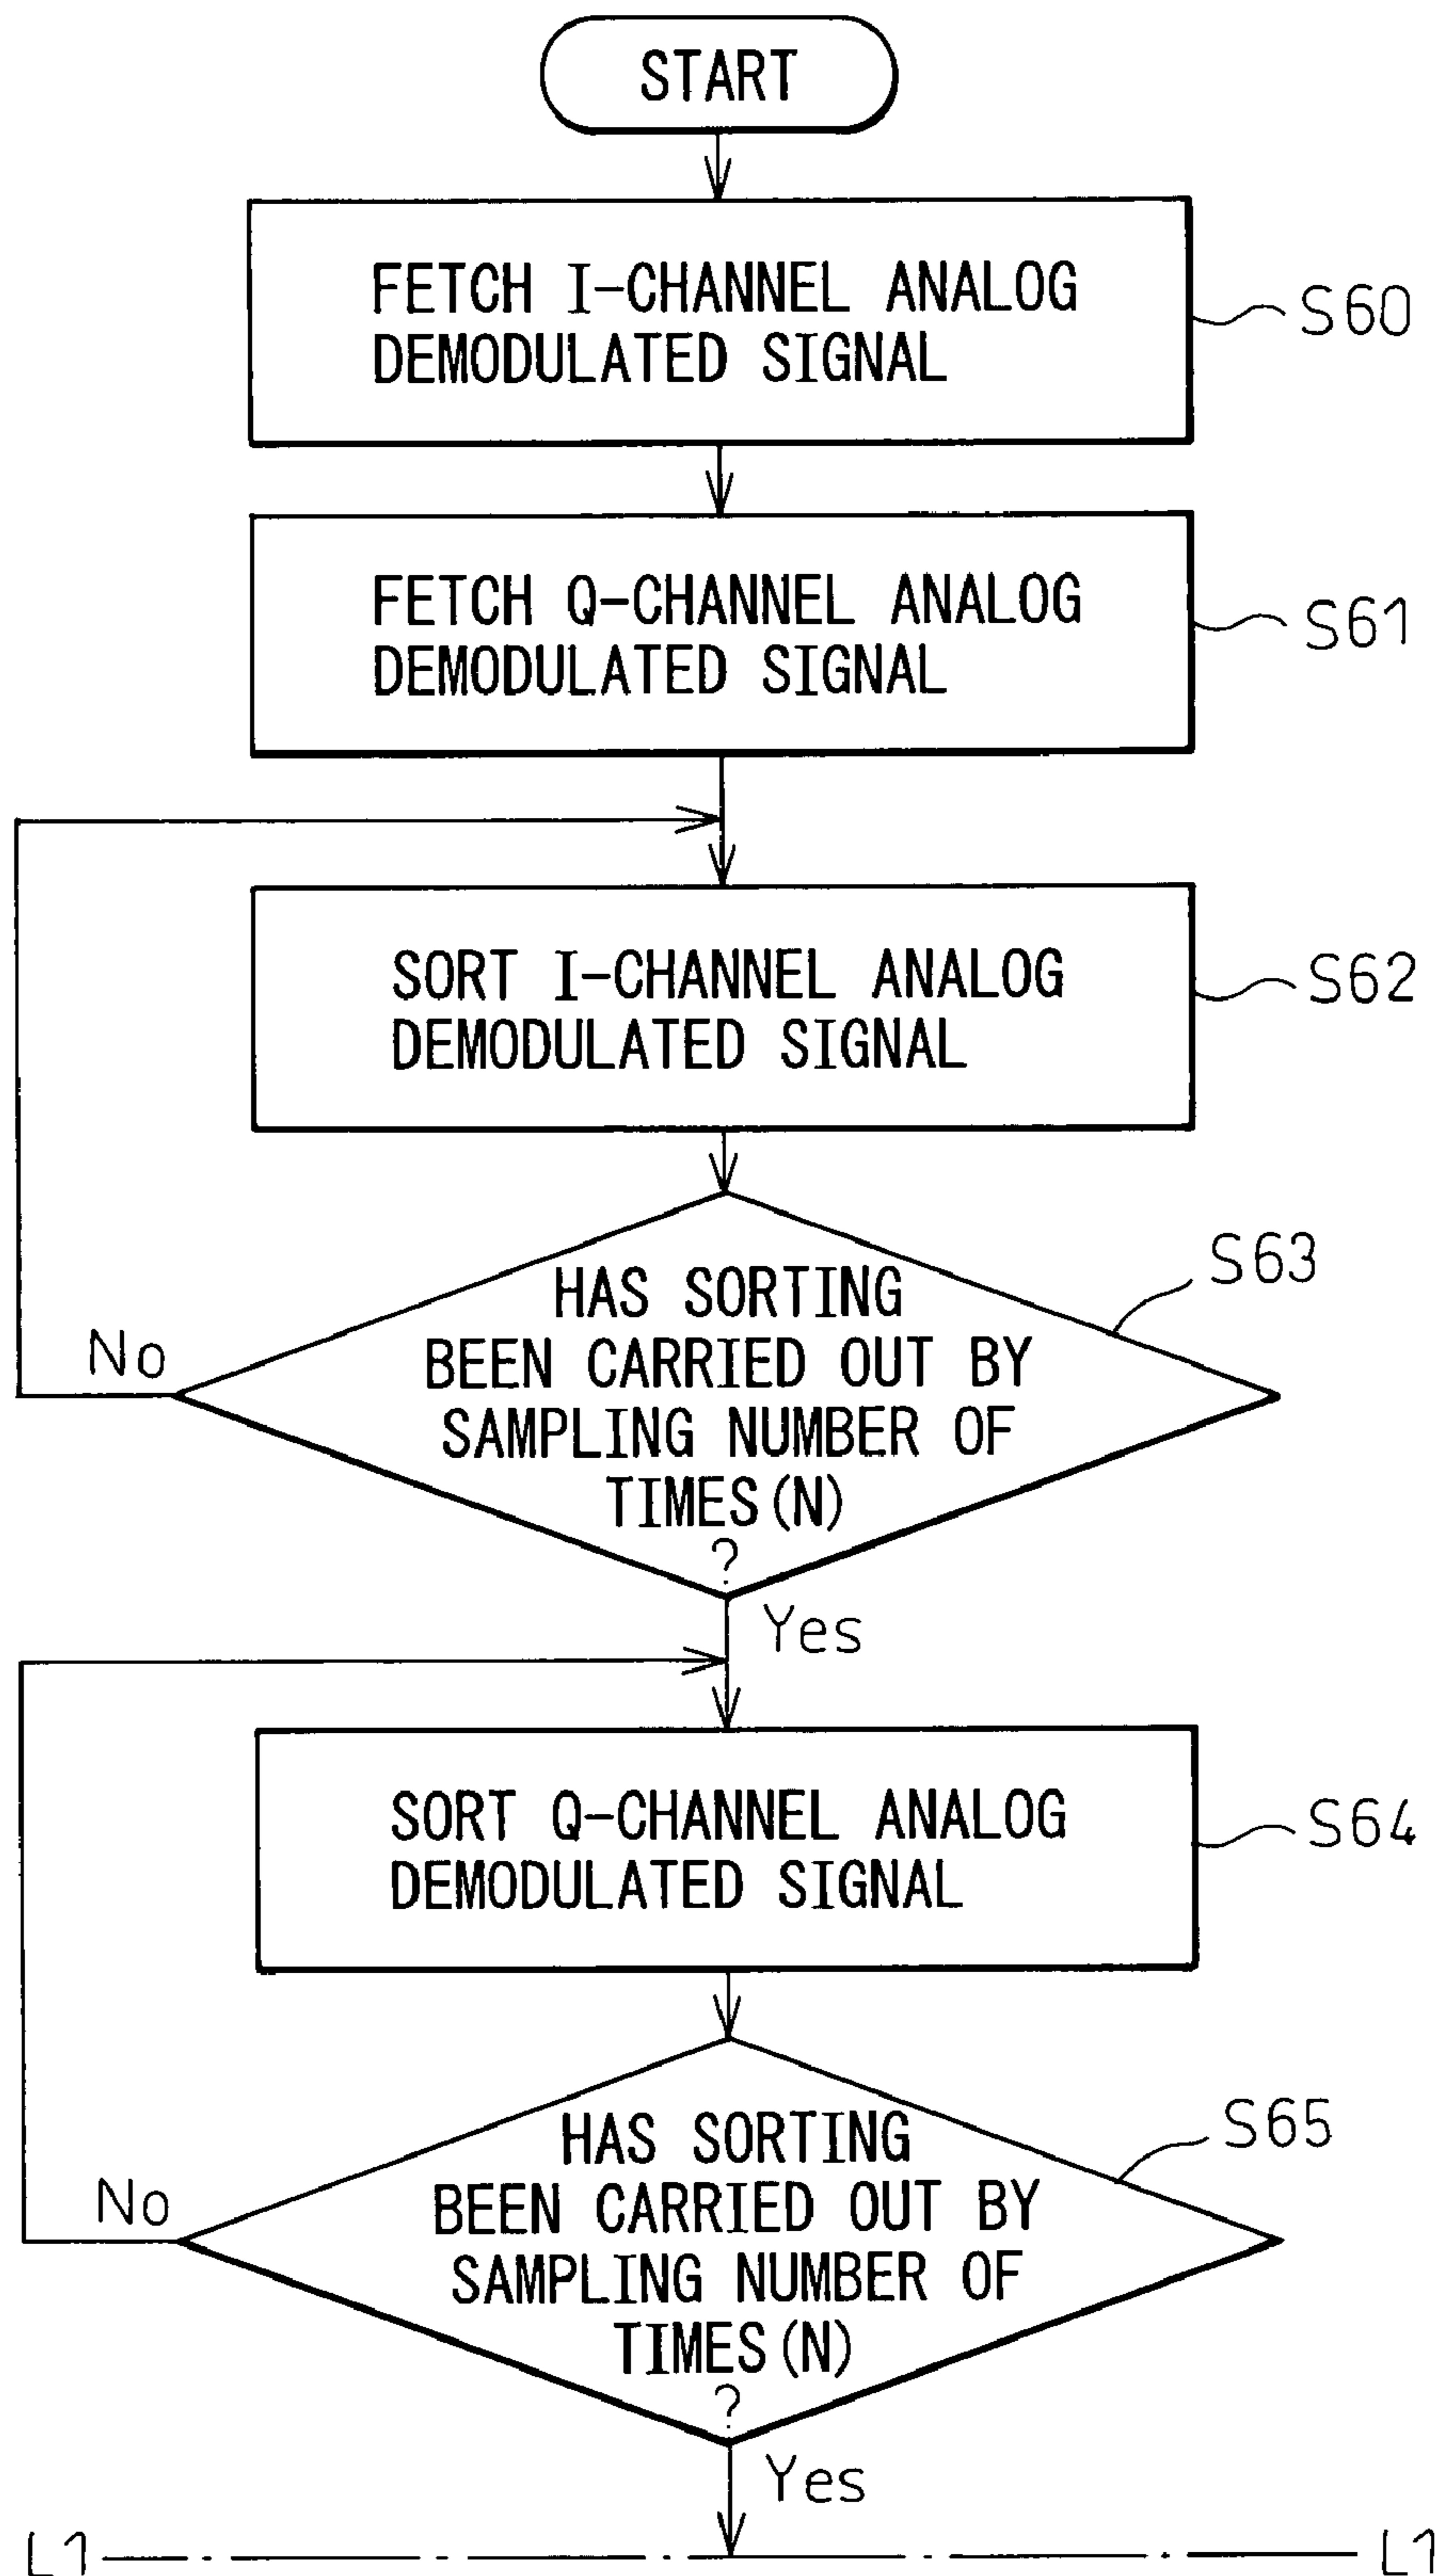 START
FETCH I-CHANNEL ANALOG
DEMODULATED SIGNAL
S60
FETCH Q-CHANNEL ANALOG
DEMODULATED SIGNAL
S61
SORT I-CHANNEL ANALOG
DEMODULATED SIGNAL
S62
HAS SORTING
BEEN CARRIED OUT BY
SAMPLING NUMBER OF
TIMES(N)
?
S63
No
Yes
SORT Q-CHANNEL ANALOG
DEMODULATED SIGNAL
S64
HAS SORTING
BEEN CARRIED OUT BY
SAMPLING NUMBER OF
TIMES(N)
?
S65
No
Yes
L1
L1